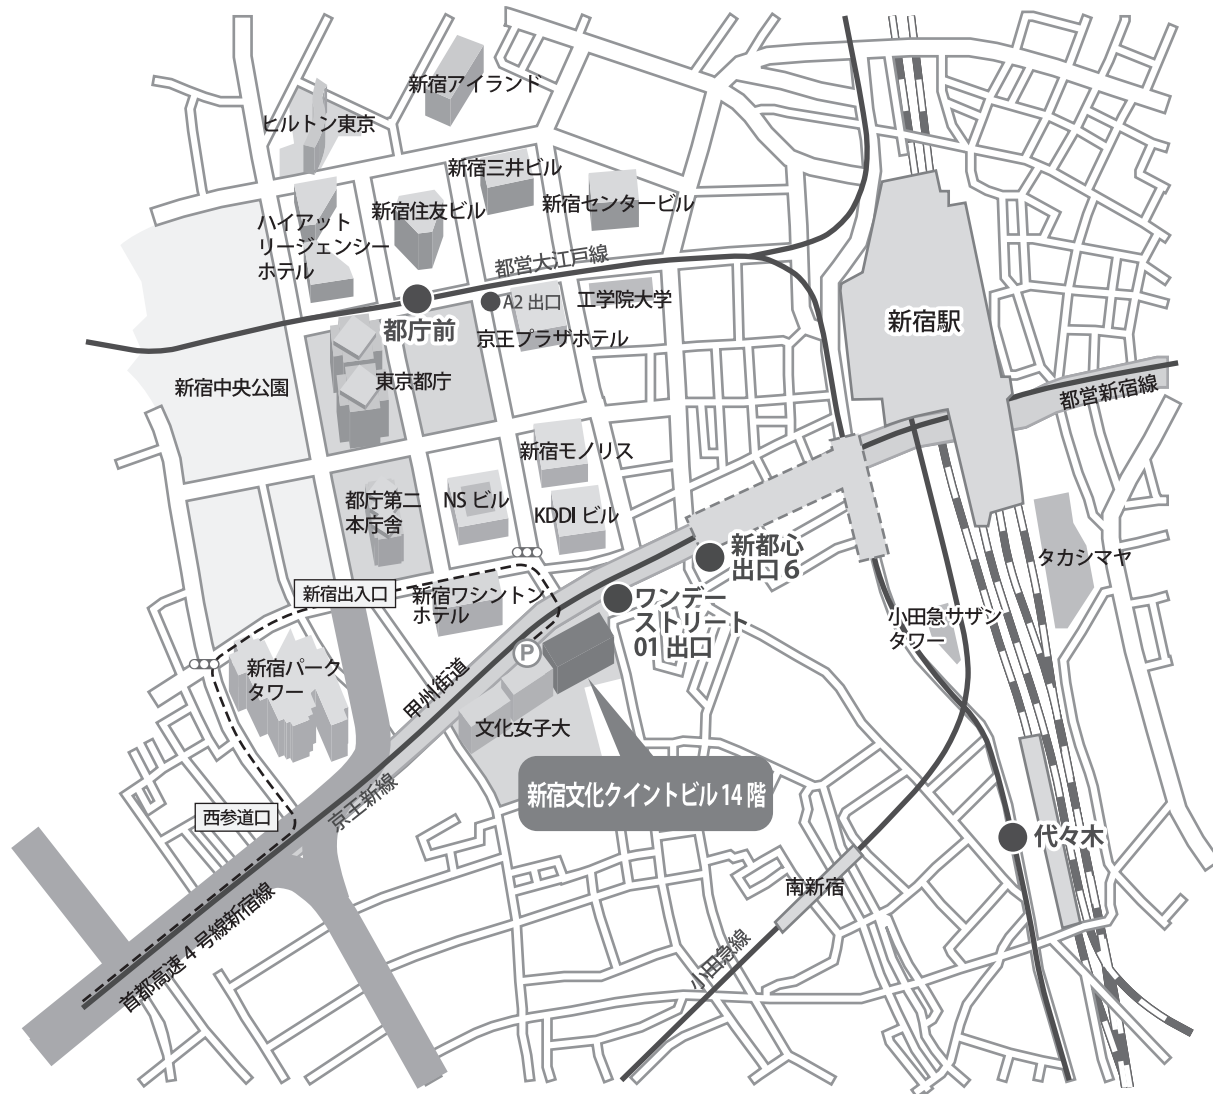 新宿アイランド
ヒルトン東京
新宿三井ビル
新宿住友ビル
新宿センタービル
ハイアット
リージェンシー
ホテル
都営大江戸線
A2 出口
工学院大学
都庁前
京王プラザホテル
新宿駅
新宿中央公園
東京都庁
都営新宿線
新宿モノリス
都庁第二
本庁舎
NS ビル
KDDI ビル
新都心
出口 6
タカシマヤ
新宿出入口
新宿ワシントン
ホテル
ワンデー
ストリート
01 出口
小田急サザン
タワー
P
新宿パーク
タワー
甲州街道
文化女子大
新宿文化クイントビル 14 階
京王新線
西参道口
代々木
南新宿
首都高速 4 号線新宿線
小田急線